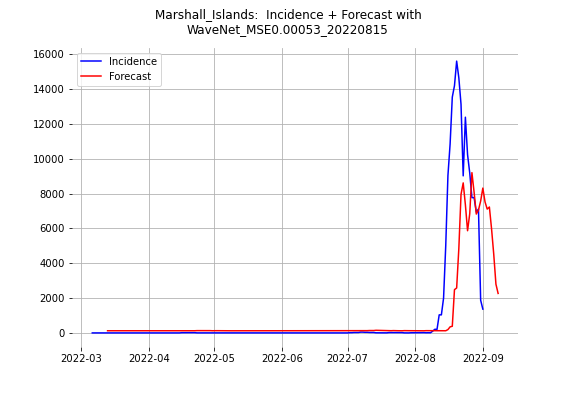 Marshall_Islands:  Incidence + Forecast with
WaveNet_MSE0.00053_20220815
Incidence
Forecast
16000
14000
12000
10000
8000
6000
4000
2000
0
2022-03 2022-04 2022-05 2022-06 2022-07 2022-08 2022-09